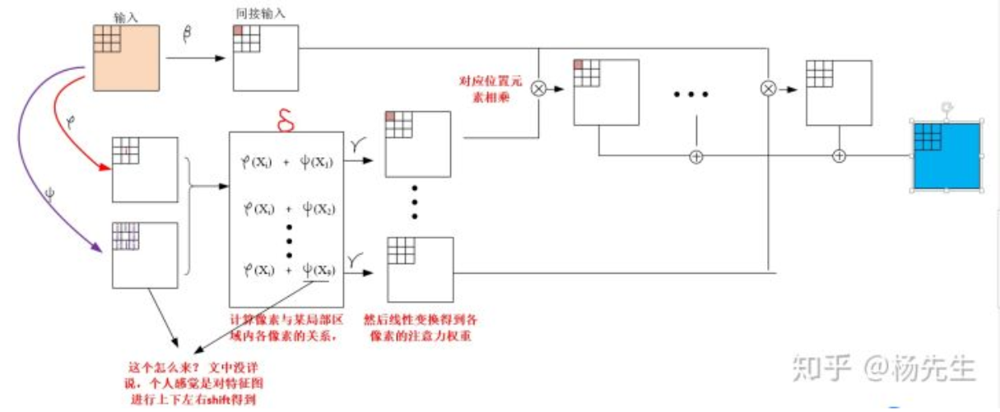 输入
间接输入
β
φ
ψ
δ
对应位置元
素相乘
φ(Xi) + ψ(X1)
γ
φ(Xi) + ψ(X2)
φ(Xi) + ψ(X9)
γ
计算像素与某局部区
域内各像素的关系，
然后线性变换得到各
像素的注意力权重
这个怎么来？文中没详
说，个人感觉是对特征图
进行上下左右shift得到
知乎 @杨先生